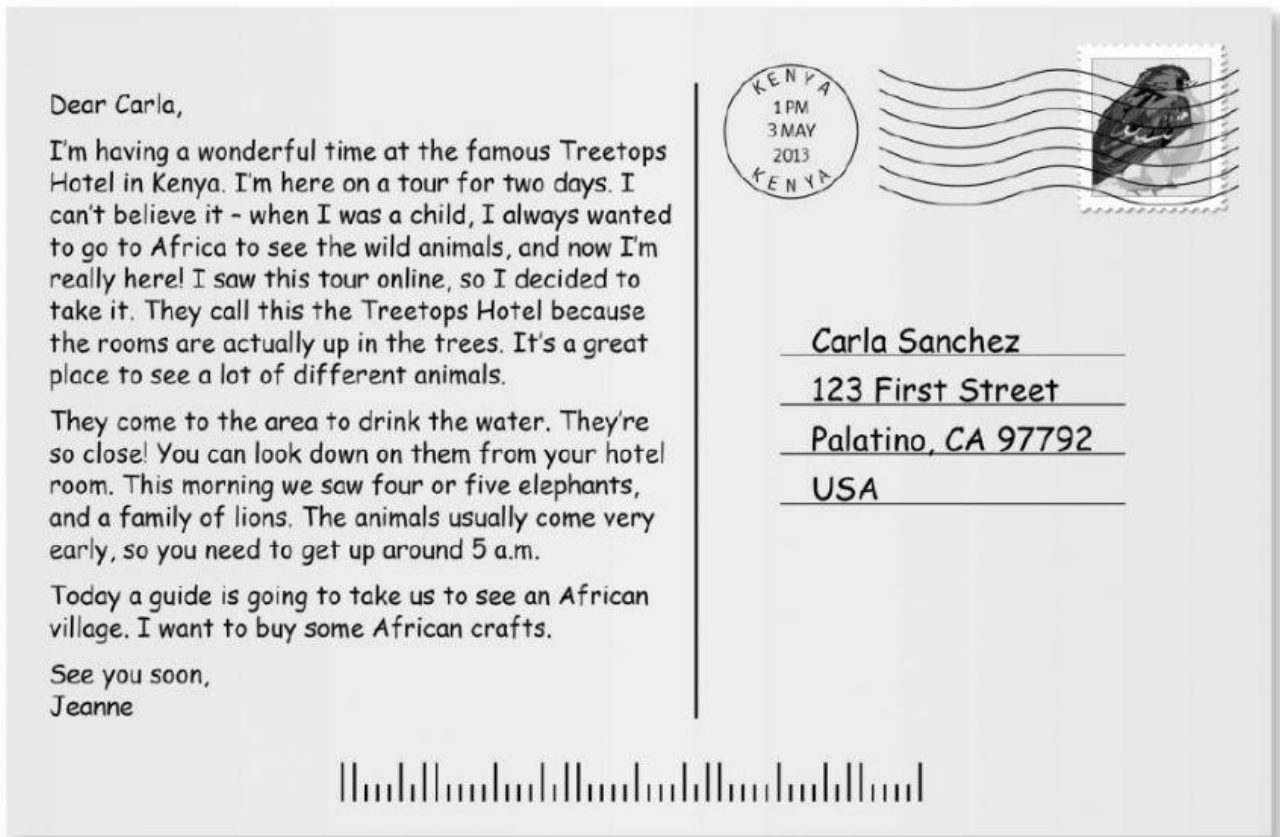 Dear Carla,
I'm having a wonderful time at the famous Treetops
Hotel in Kenya. I'm here on a tour for two days. I
can't believe it – when I was a child, I always wanted
to go to Africa to see the wild animals, and now I'm
really here! I saw this tour online, so I decided to
take it. They call this the Treetops Hotel because
the rooms are actually up in the trees. It's a great
place to see a lot of different animals.
They come to the area to drink the water. They're
so close! You can look down on them from your hotel
room. This morning we saw four or five elephants,
and a family of lions. The animals usually come very
early, so you need to get up around 5 a.m.
Today a guide is going to take us to see an African
village. I want to buy some African crafts.
See you soon,
Jeanne
KENYA
1 PM
3 MAY
2013
KENYA
Carla Sanchez
123 First Street
Palatino, CA 97792
USA